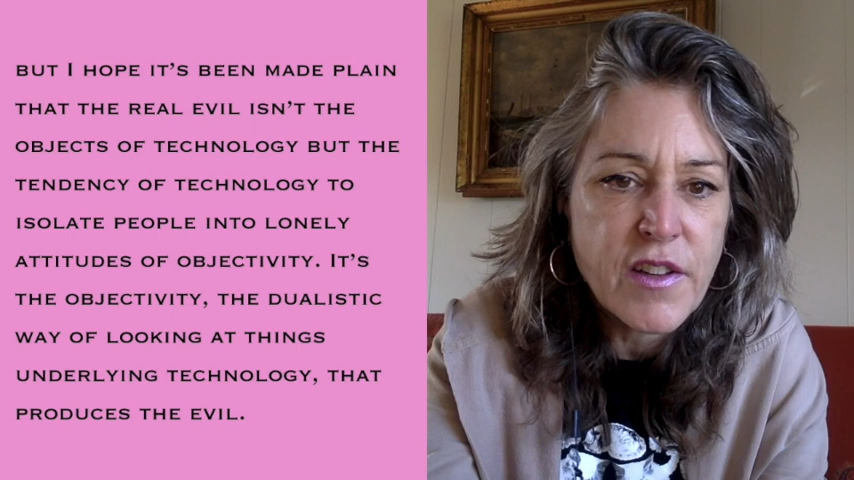 BUT I HOPE IT'S BEEN MADE PLAIN
THAT THE REAL EVIL ISN'T THE
OBJECTS OF TECHNOLOGY BUT THE
TENDENCY OF TECHNOLOGY TO
ISOLATE PEOPLE INTO LONELY
ATTITUDES OF OBJECTIVITY. IT'S
THE OBJECTIVITY, THE DUALISTIC
WAY OF LOOKING AT THINGS
UNDERLYING TECHNOLOGY, THAT
PRODUCES THE EVIL.